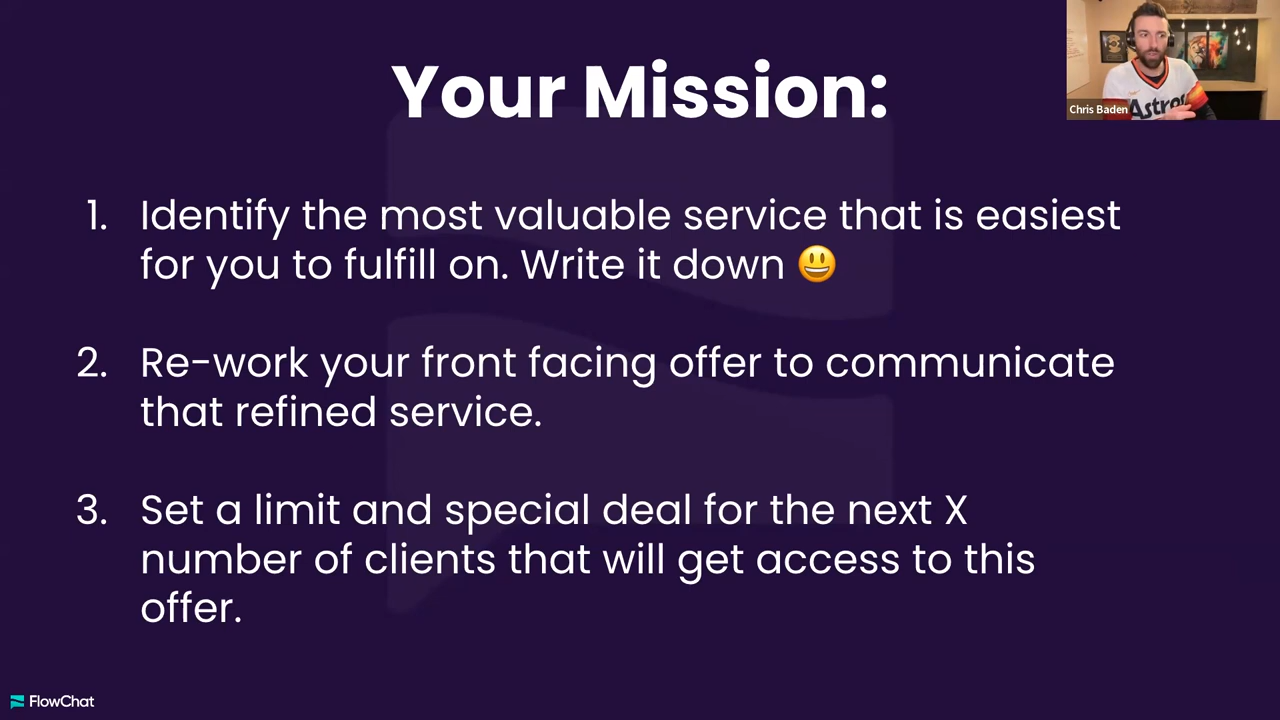 Your Mission:
Chris Baden
Astros
1. Identify the most valuable service that is easiest
for you to fulfill on. Write it down 😃
2. Re-work your front facing offer to communicate
that refined service.
3. Set a limit and special deal for the next X
number of clients that will get access to this
offer.
FlowChat